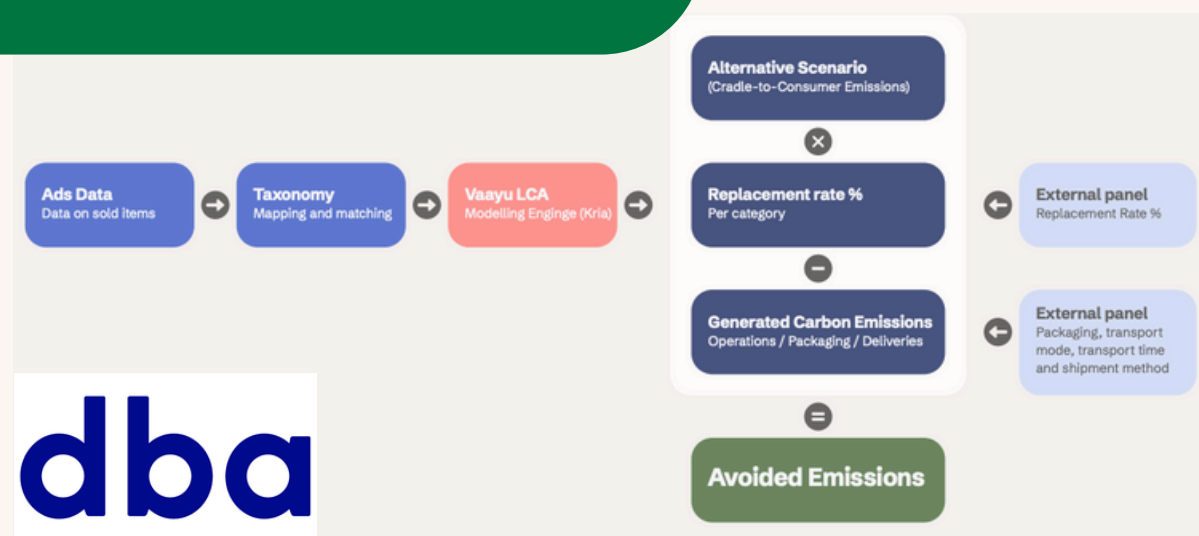 Alternative Scenario
(Cradle-to-Consumer Emissions)
Ads Data
Data on sold items
Taxonomy
Mapping and matching
Vaayu LCA
Modelling Enginge (Kria)
Replacement rate %
Per category
External panel
Replacement Rate %
Generated Carbon Emissions
Operations / Packaging / Deliveries
External panel
Packaging, transport
mode, transport time
and shipment method
Avoided Emissions
dba